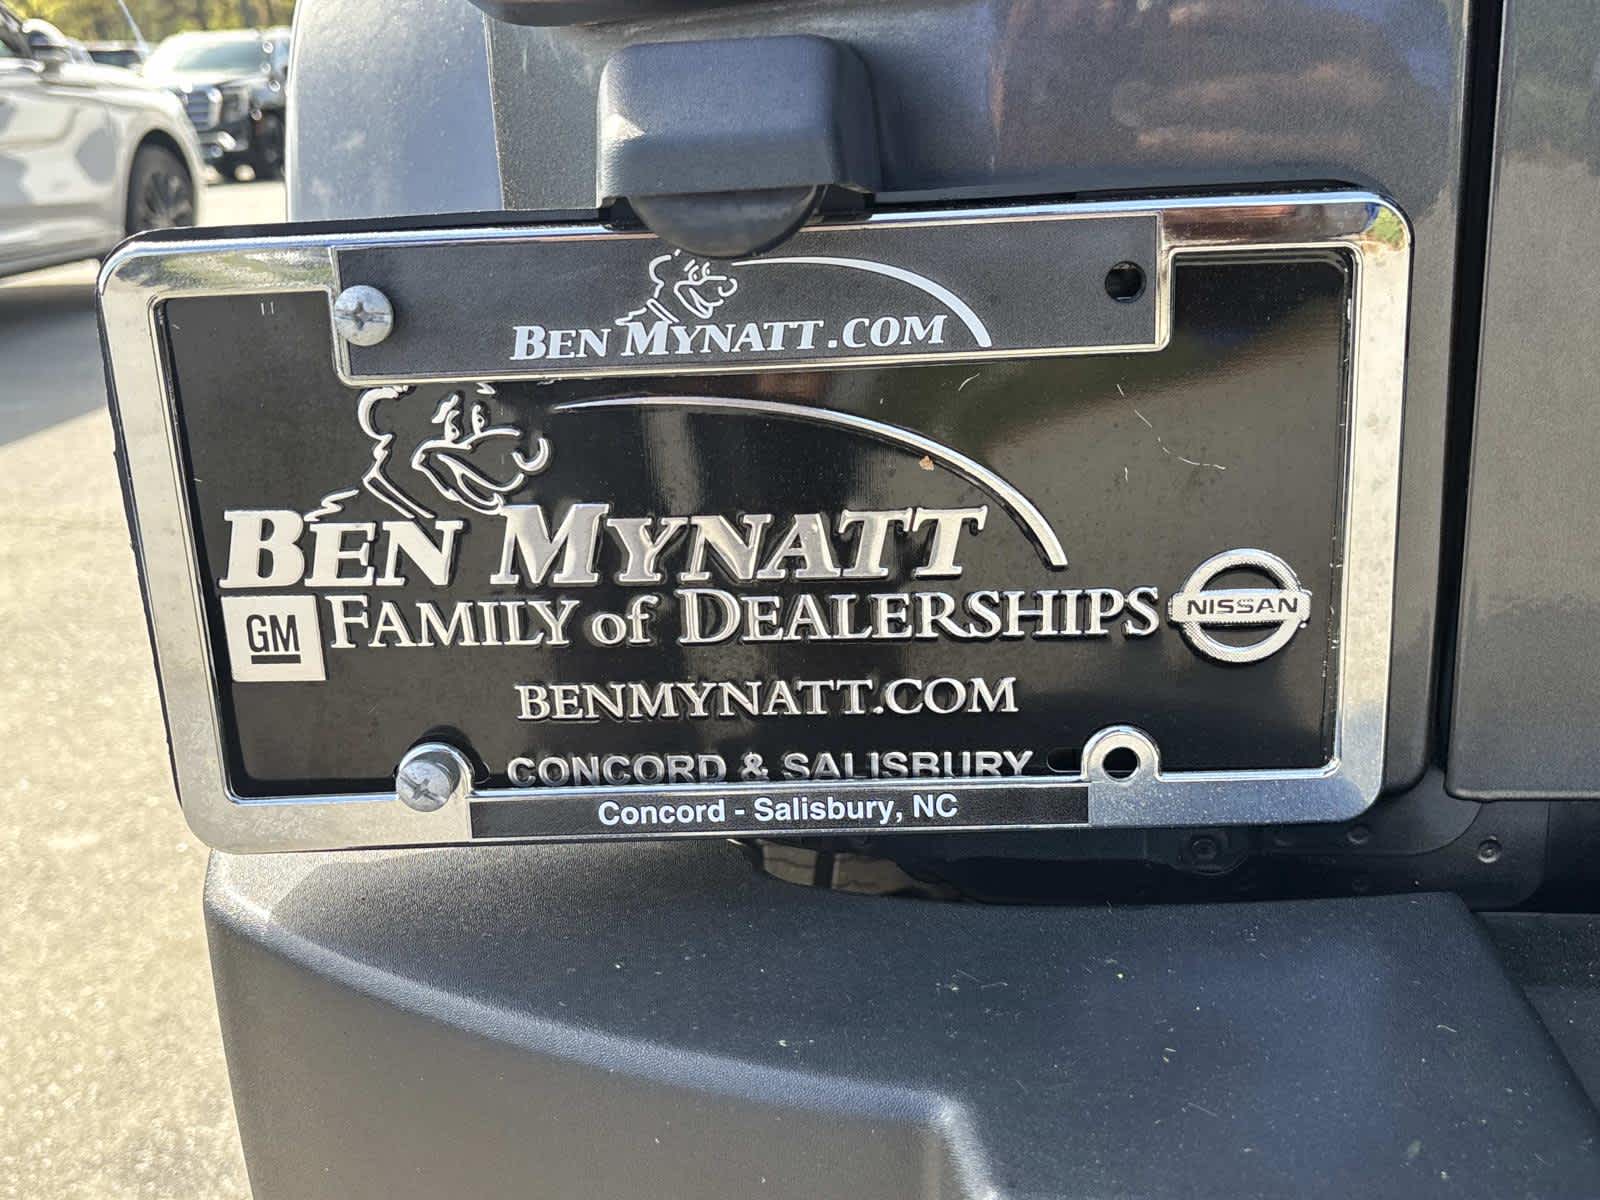 BEN MYNATT.COM
BEN MYNATT
GM FAMILY of DEALERSHIPS NISSAN
BENMYNATT.COM
CONCORD & SALISBURY
Concord - Salisbury, NC